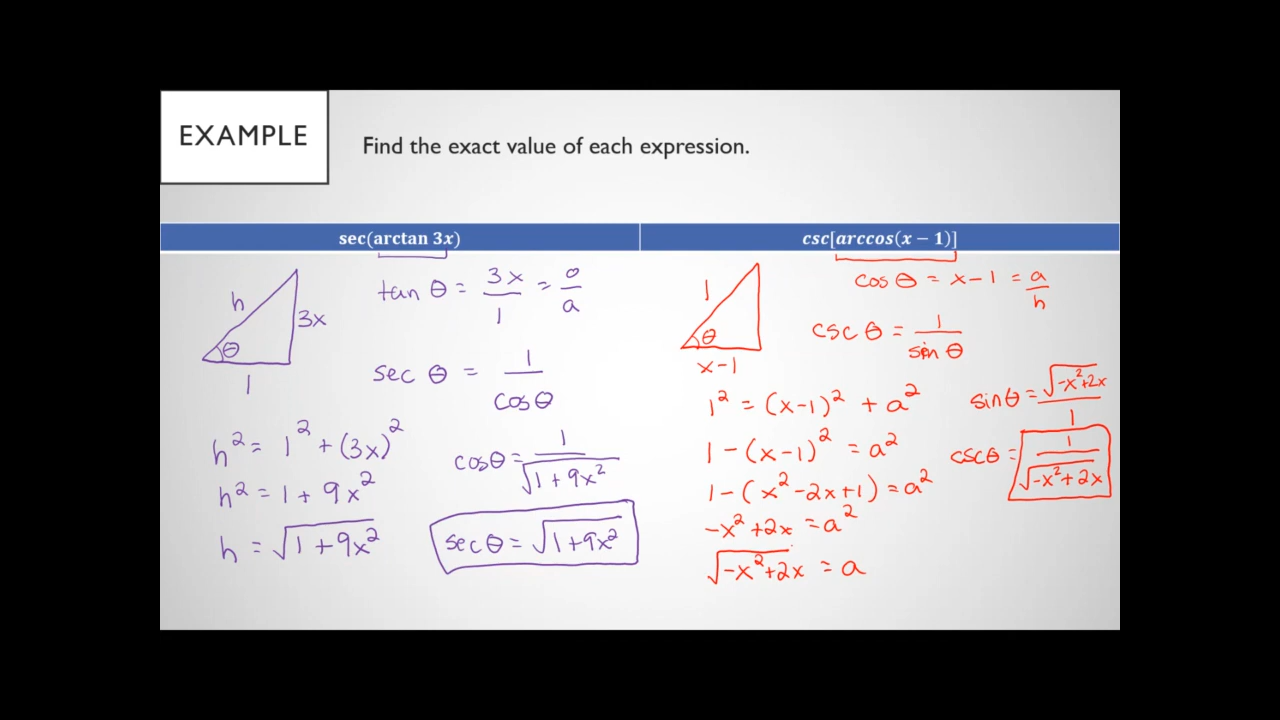 EXAMPLE
Find the exact value of each expression.
sec(arctan 3x)
h
3x
θ
1
tan θ = 3x/1 = o/a
sec θ = 1/cos θ
h² = 1² + (3x)²
h² = 1 + 9x²
h = √(1 + 9x²)
cos θ = 1/√(1 + 9x²)
sec θ = √(1+9x²)
csc[arccos(x − 1)]
1
θ
x−1
cos θ = x−1 = a/h
csc θ = 1/sin θ
1² = (x−1)² + a²
1 − (x−1)² = a²
1 − (x² −2x+1) = a²
−x² +2x = a²
√(−x²+2x) = a
sin θ = √(−x²+2x)/1
csc θ = 1/√(−x²+2x)